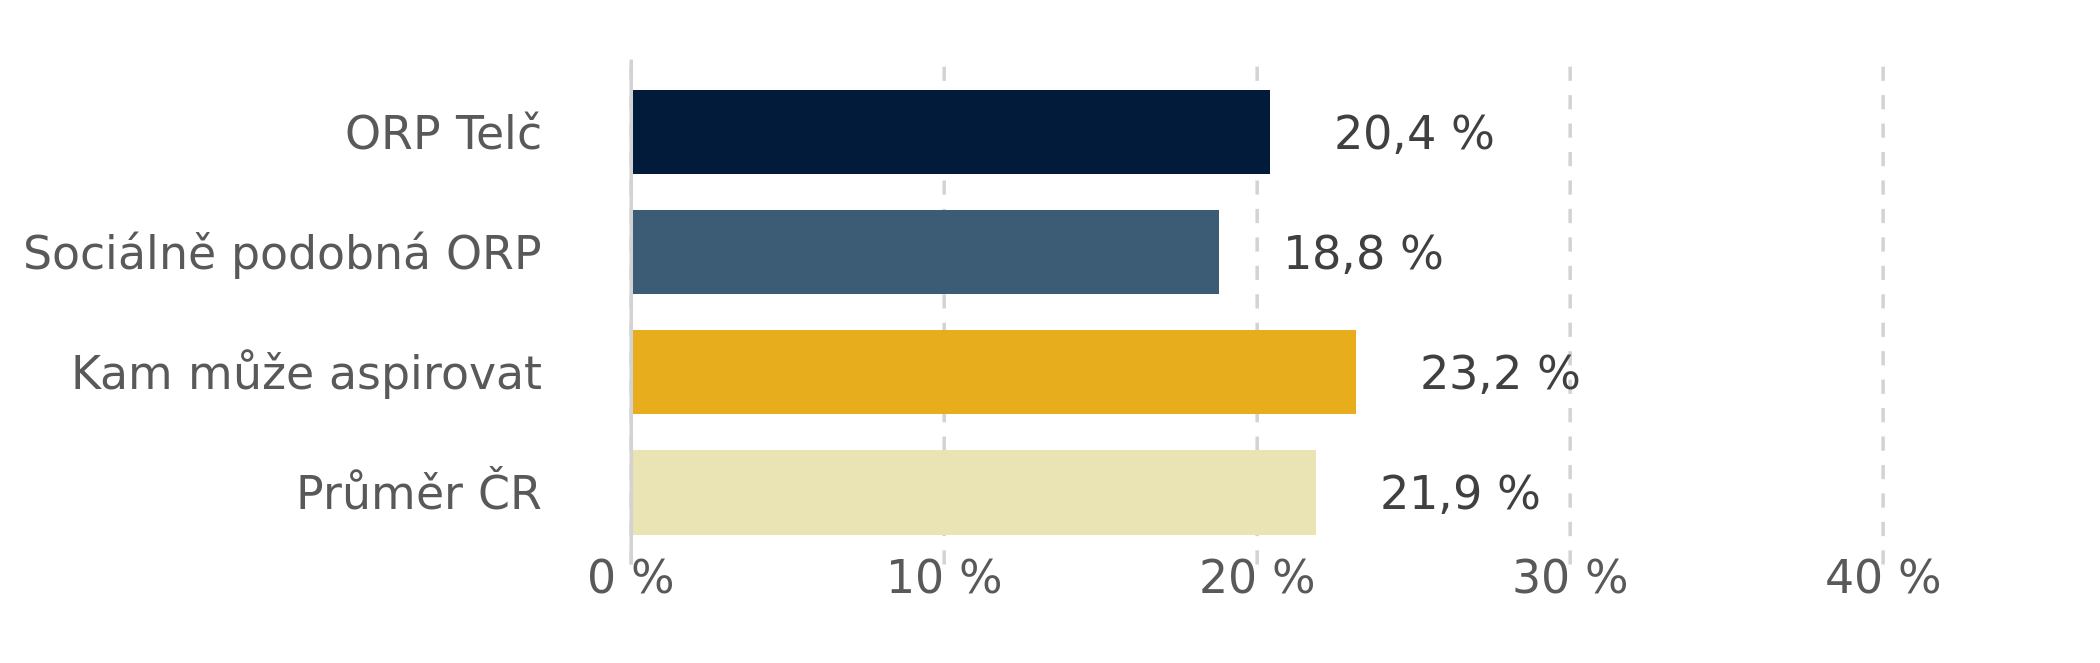 ORP Telč 20,4 %
Sociálně podobná ORP 18,8 %
Kam může aspirovat 23,2 %
Průměr ČR 21,9 %
0 % 10 % 20 % 30 % 40 %